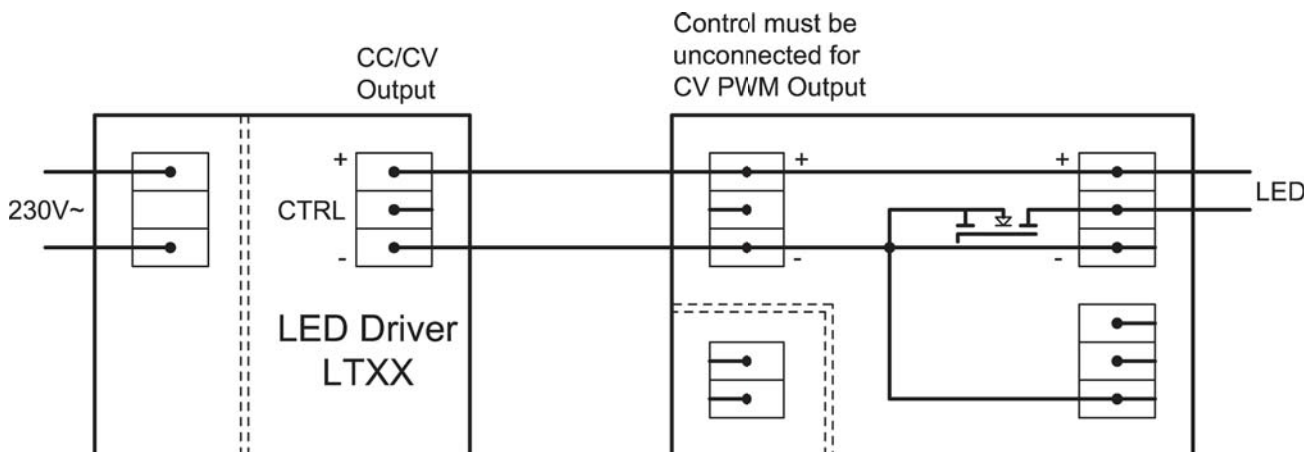 Control must be
unconnected for
CV PWM Output
CC/CV
Output
+
+
+
230V~
CTRL
LED
-
-
-
LED Driver
LTXX